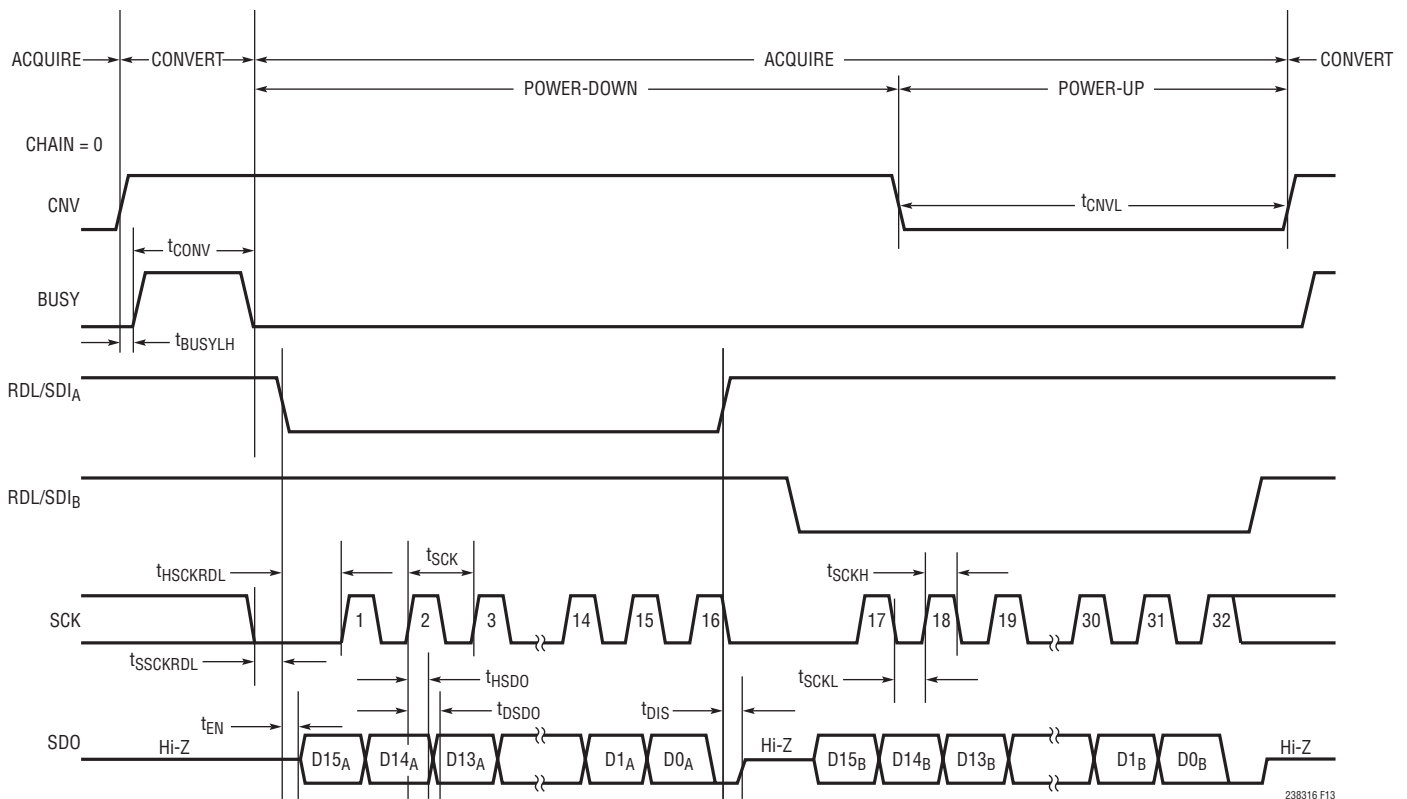 ACQUIRE CONVERT ACQUIRE CONVERT
POWER-DOWN POWER-UP
CHAIN = 0
CNV tCNVL
tCONV
BUSY
tBUSYLH
RDL/SDIA
RDL/SDIB
tHSCKRDL tSCK tSCKH
SCK 1 2 3 14 15 16 17 18 19 30 31 32
tSSCKRDL tHSDO tSCKL
tEN tDSDO tDIS
SDO Hi-Z D15A D14A D13A D1A D0A Hi-Z D15B D14B D13B D1B D0B Hi-Z
238316 F13